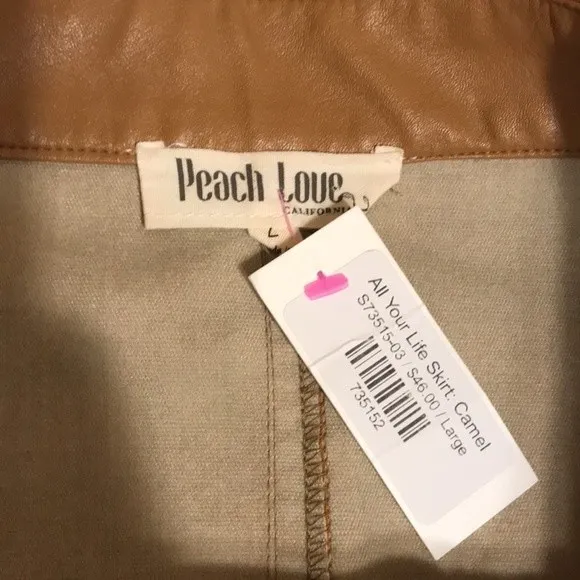 Peach Love
CALIFORNIA
L
All Your Life Skirt: Camel
S73515-03 / $46.00 / Large
735152